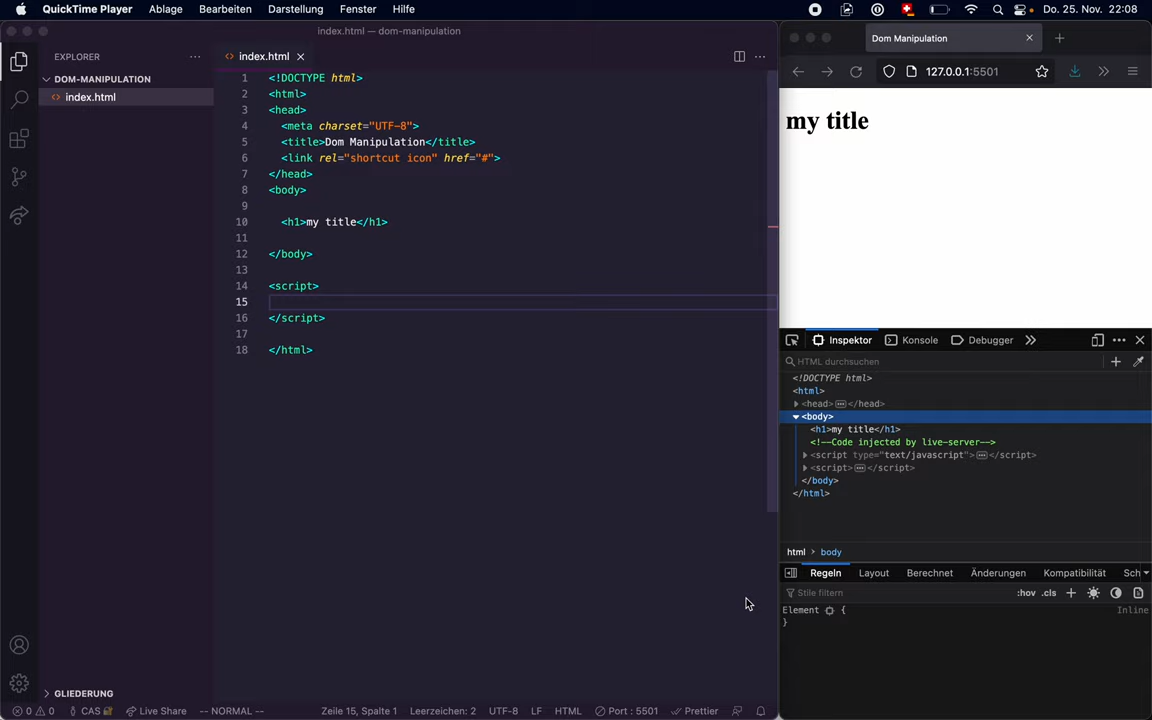 QuickTime Player Ablage Bearbeiten Darstellung Fenster Hilfe Do. 25. Nov. 22:08
index.html — dom-manipulation
EXPLORER
DOM-MANIPULATION
index.html
index.html
1 <!DOCTYPE html>
2 <html>
3 <head>
4 <meta charset="UTF-8">
5 <title>Dom Manipulation</title>
6 <link rel="shortcut icon" href="#">
7 </head>
8 <body>
9
10 <h1>my title</h1>
11
12 </body>
13
14 <script>
15
16 </script>
17
18 </html>
GLIEDERUNG
0 0 CAS Live Share -- NORMAL -- Zeile 15, Spalte 1 Leerzeichen: 2 UTF-8 LF HTML Port : 5501 Prettier
Dom Manipulation
127.0.0.1:5501
my title
Inspektor Konsole Debugger
HTML durchsuchen
<!DOCTYPE html>
<html>
<head></head>
<body>
<h1>my title</h1>
<!--Code injected by live-server-->
<script type="text/javascript"></script>
<script></script>
</body>
</html>
html body
Regeln Layout Berechnet Änderungen Kompatibilität Sch
Stile filtern :hov .cls
Element { Inline
}